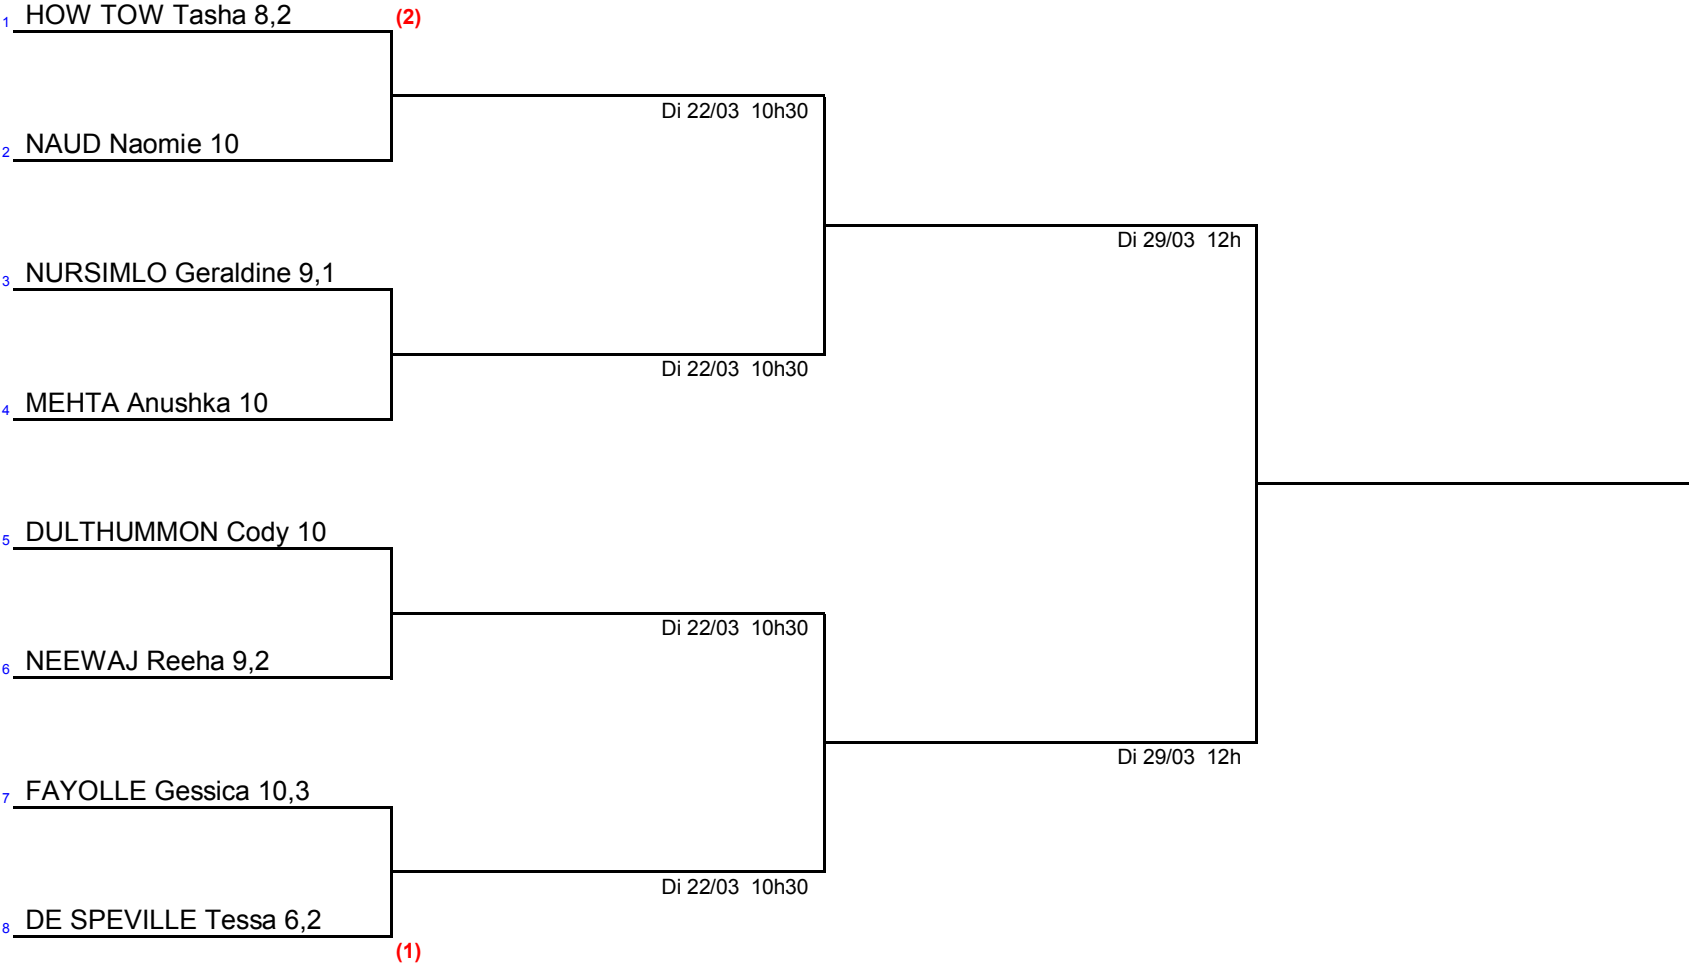 1 HOW TOW Tasha 8,2 (2)
Di 22/03 10h30
2 NAUD Naomie 10
Di 29/03 12h
3 NURSIMLO Geraldine 9,1
Di 22/03 10h30
4 MEHTA Anushka 10
5 DULTHUMMON Cody 10
Di 22/03 10h30
6 NEEWAJ Reeha 9,2
Di 29/03 12h
7 FAYOLLE Gessica 10,3
Di 22/03 10h30
8 DE SPEVILLE Tessa 6,2
(1)